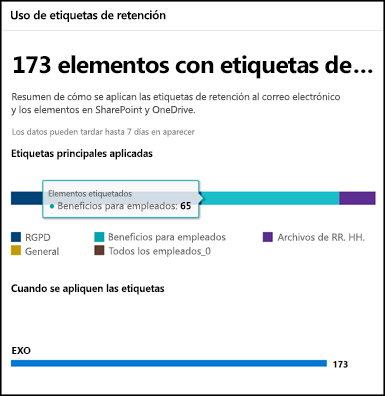 Uso de etiquetas de retención
173 elementos con etiquetas de...
Resumen de cómo se aplican las etiquetas de retención al correo electrónico
y los elementos en SharePoint y OneDrive.
Los datos pueden tardar hasta 7 días en aparecer
Etiquetas principales aplicadas
Elementos etiquetados
Beneficios para empleados: 65
RGPD Beneficios para empleados Archivos de RR. HH.
General Todos los empleados_0
Cuando se apliquen las etiquetas
EXO
173